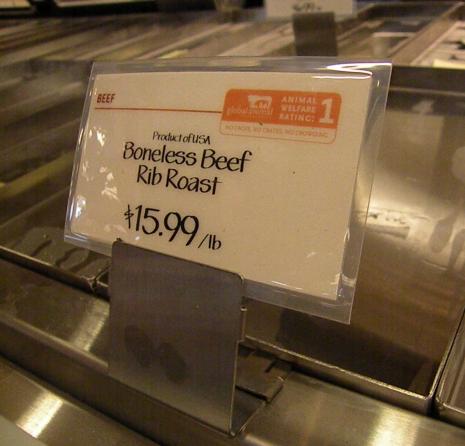 BEEF
global animal
ANIMAL
WELFARE
RATING: 1
NO CAGES, NO CRATES, NO CROWDING
Product of USA
Boneless Beef
Rib Roast
$15.99/lb